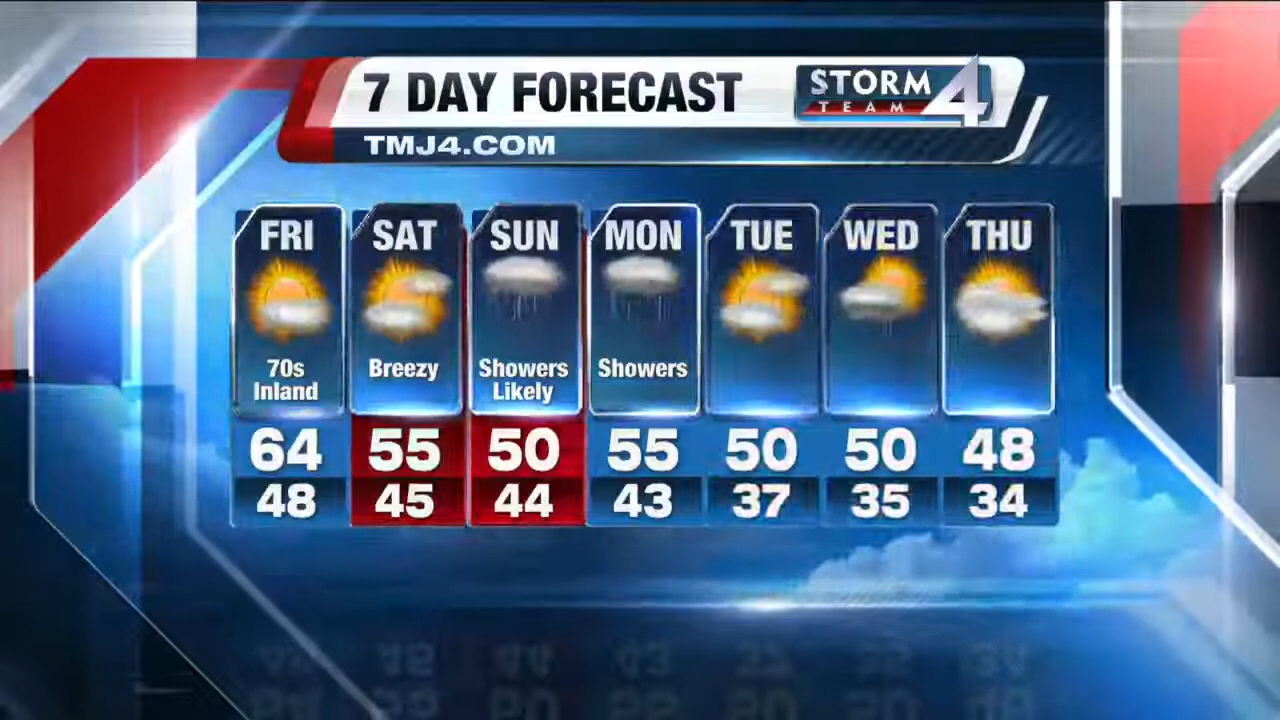 7 DAY FORECAST
STORM 4
TEAM
TMJ4.COM
FRI SAT SUN MON TUE WED THU
70s Inland
Breezy
Showers Likely
Showers
64 55 50 55 50 50 48
48 45 44 43 37 35 34